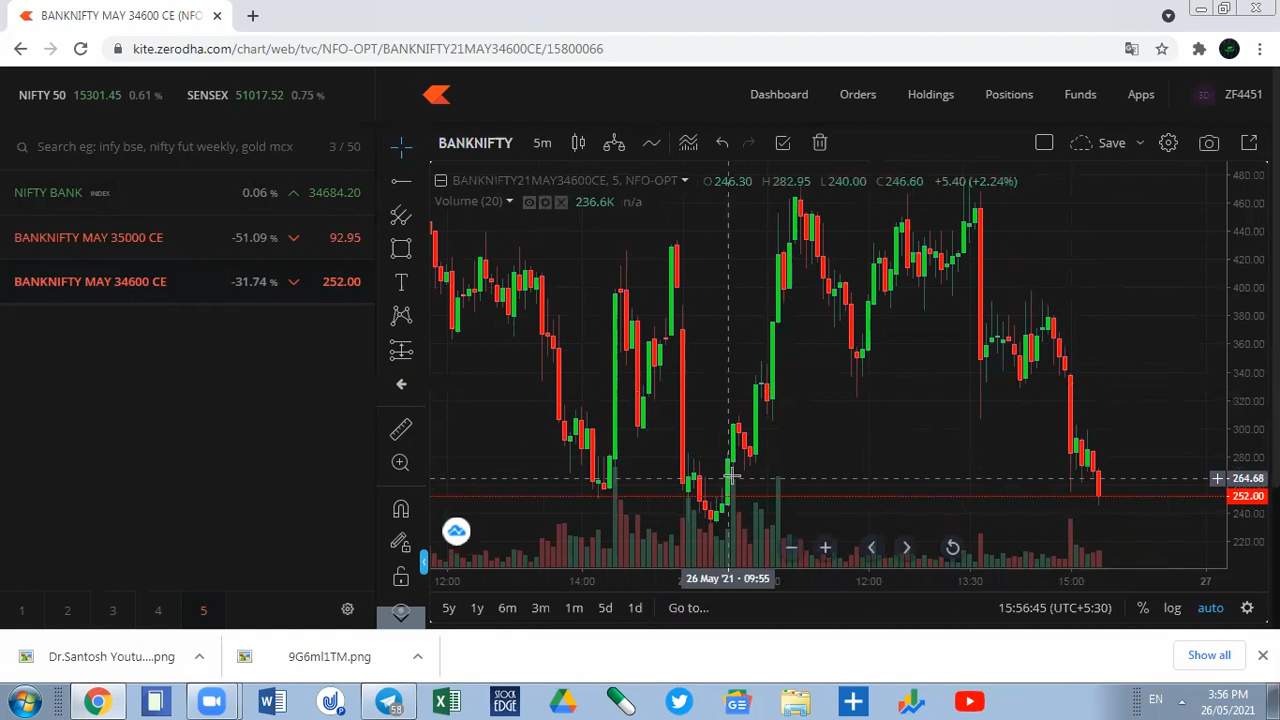 BANKNIFTY MAY 34600 CE (NFO
kite.zerodha.com/chart/web/tvc/NFO-OPT/BANKNIFTY21MAY34600CE/15800066
NIFTY 50 15301.45 0.61 % SENSEX 51017.52 0.75 %
Dashboard Orders Holdings Positions Funds Apps SD ZF4451
Search eg: infy bse, nifty fut weekly, gold mcx 3 / 50
BANKNIFTY 5m Save
NIFTY BANK INDEX 0.06 % 34684.20
BANKNIFTY MAY 35000 CE -51.09 % 92.95
BANKNIFTY MAY 34600 CE -31.74 % 252.00
BANKNIFTY21MAY34600CE, 5, NFO-OPT O 246.30 H 282.95 L 240.00 C 246.60 +5.40 (+2.24%)
Volume (20) 236.6K n/a
480.00
460.00
440.00
420.00
400.00
380.00
360.00
340.00
320.00
300.00
280.00
264.68
252.00
240.00
220.00
12:00 14:00 26 May '21 · 09:55 12:00 13:30 15:00 27
5y 1y 6m 3m 1m 5d 1d Go to... 15:56:45 (UTC+5:30) % log auto
1 2 3 4 5
Dr.Santosh Youtu....png 9G6ml1TM.png Show all
58 STOCK EDGE EN 3:56 PM
26/05/2021